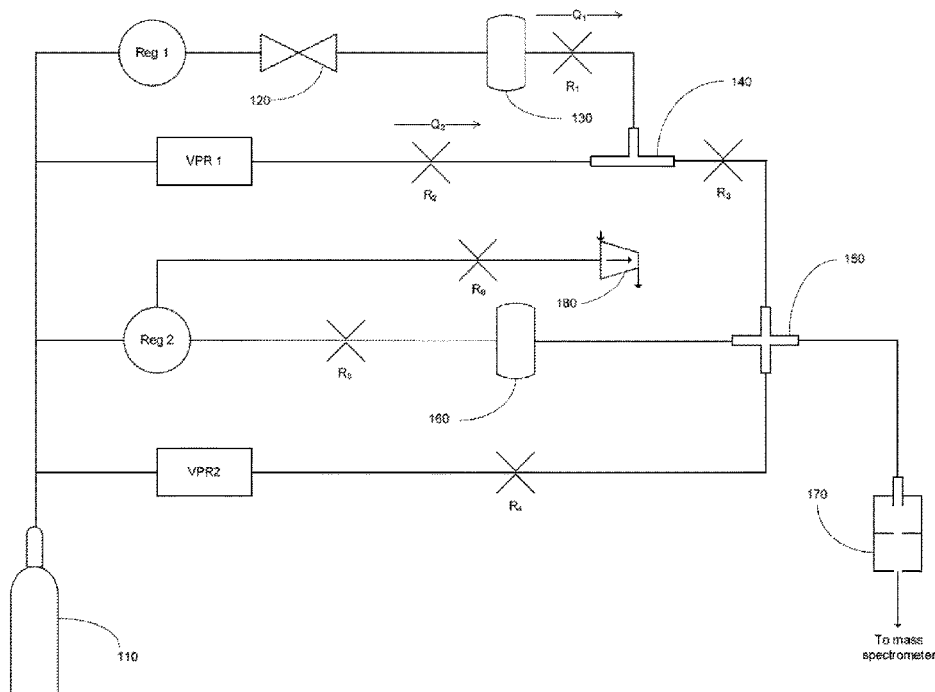 Q₁
Reg 1
120
R₁
130
140
Q₂
VPR 1
R₂
R₃
R₆
180
150
Reg 2
R₅
160
VPR2
R₄
170
To mass
spectrometer
110